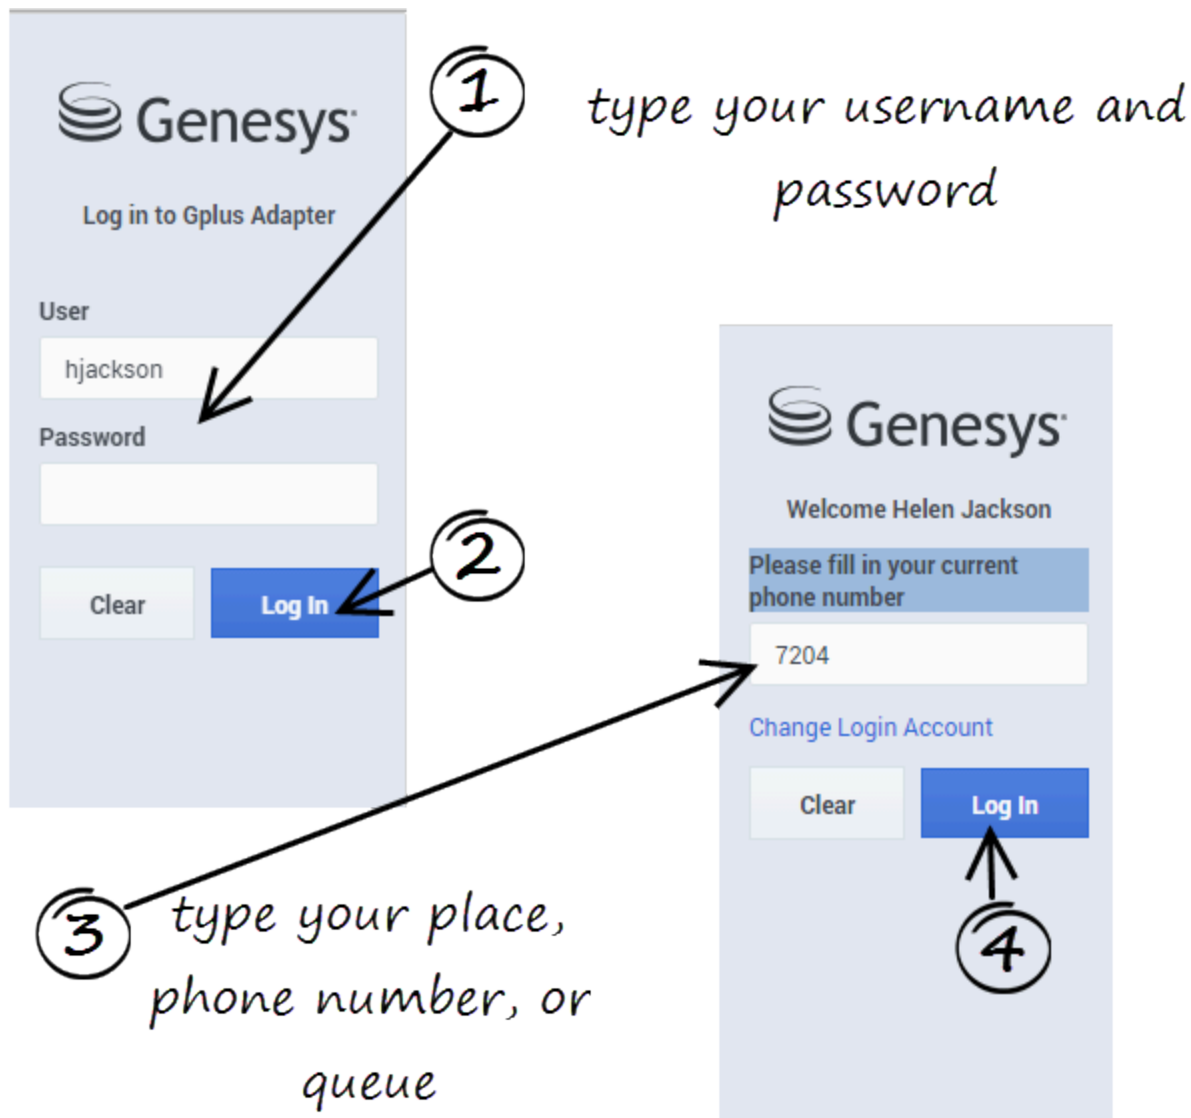 Genesys
Log in to Gplus Adapter
User
hjackson
Password
Clear
Log In
1
type your username and
password
2
Genesys
Welcome Helen Jackson
Please fill in your current
phone number
7204
Change Login Account
Clear
Log In
3
type your place,
phone number, or
queue
4